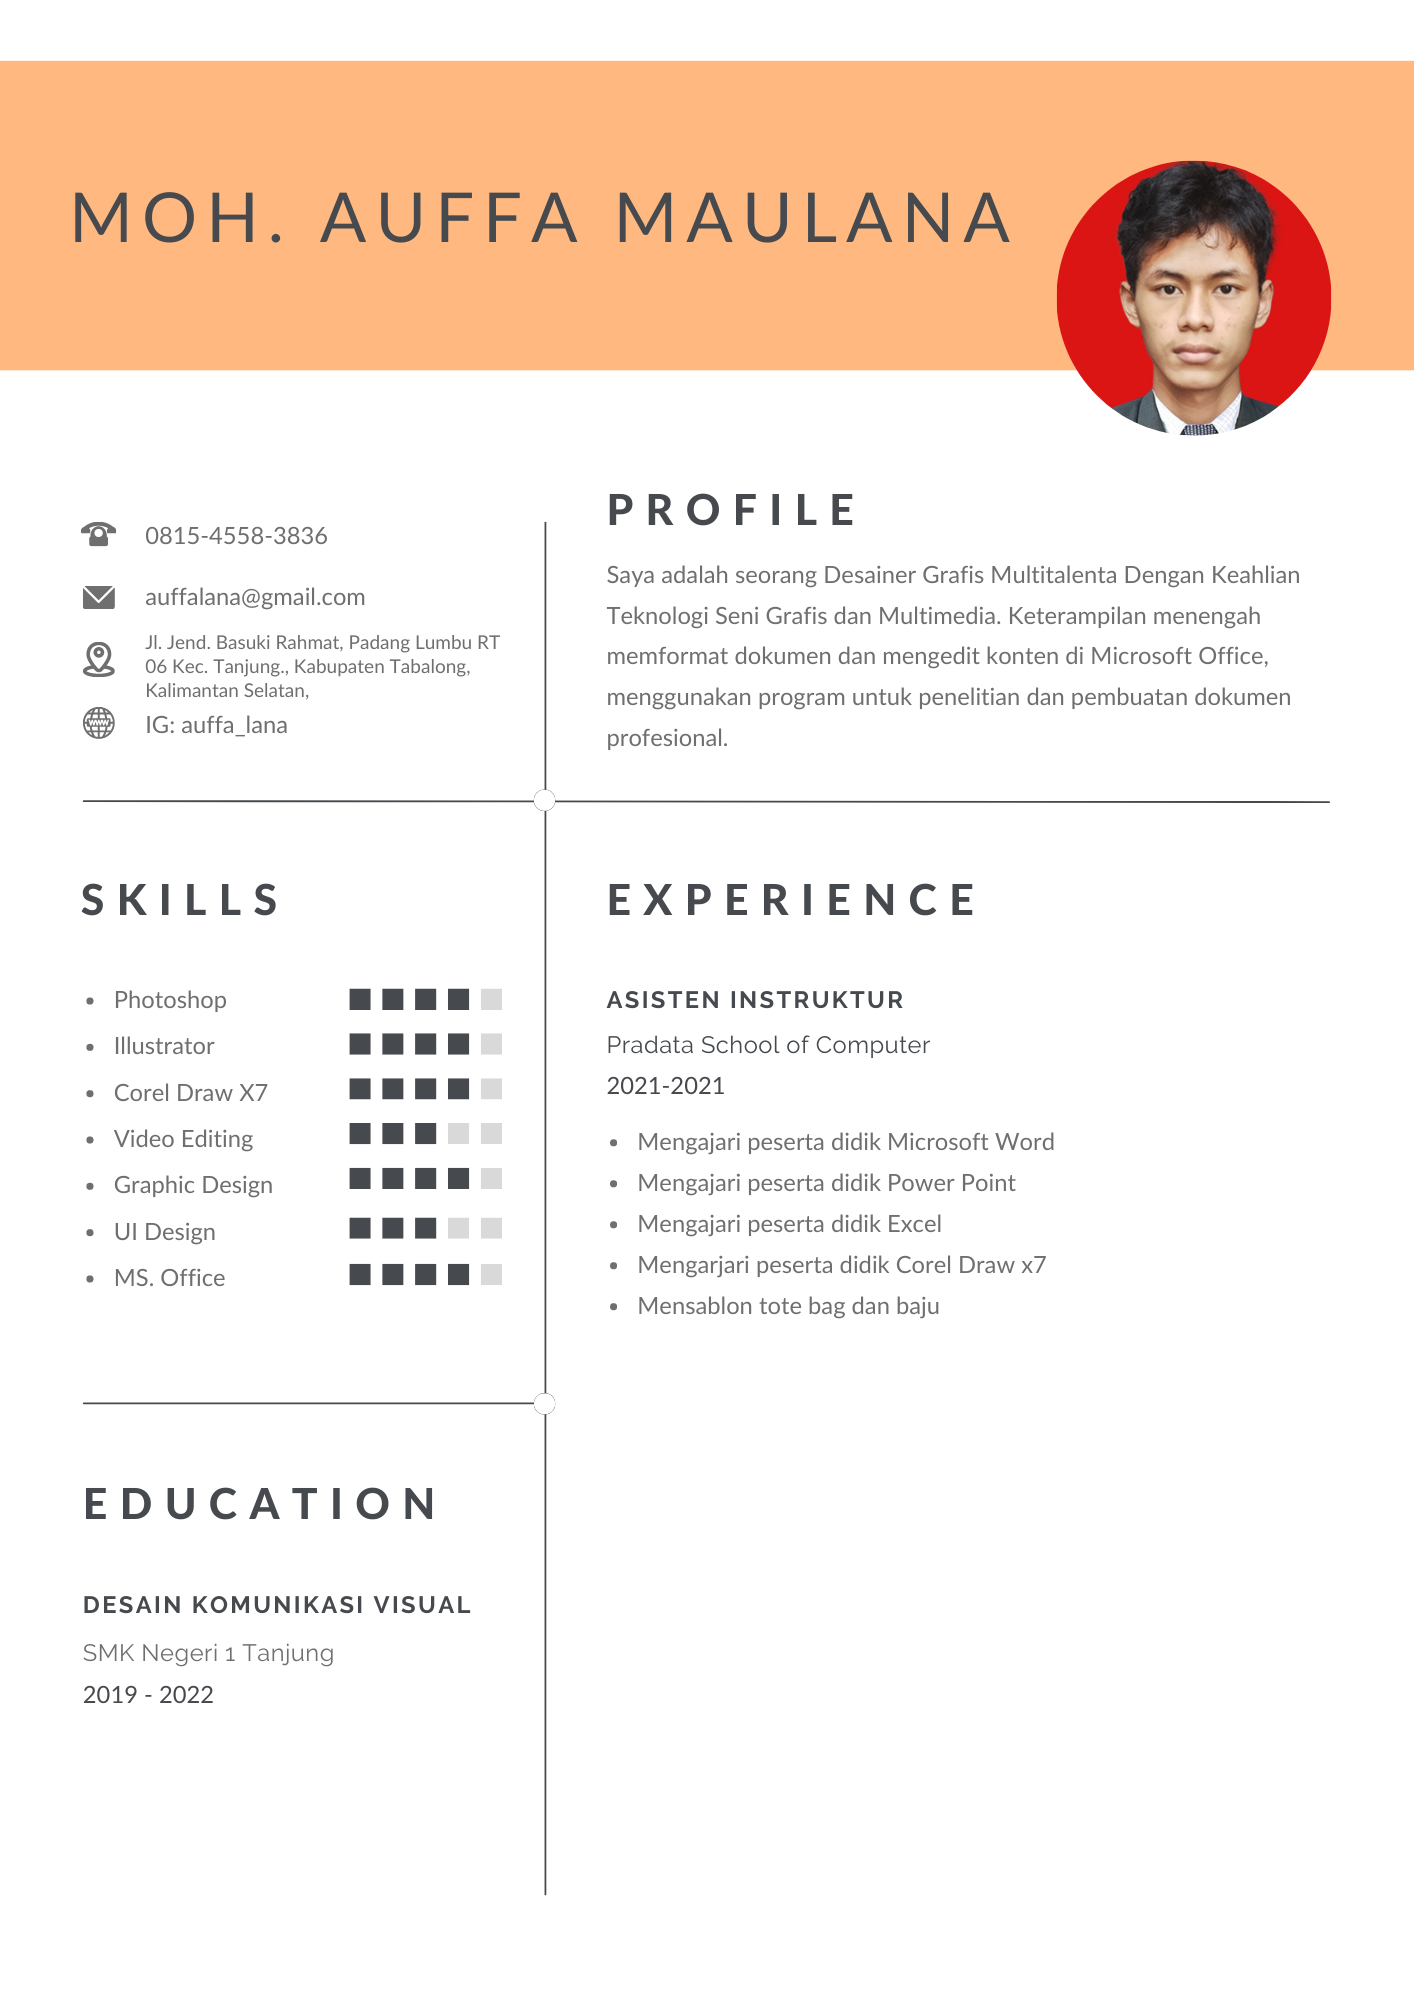 MOH. AUFFA MAULANA
0815-4558-3836
auffalana@gmail.com
Jl. Jend. Basuki Rahmat, Padang Lumbu RT
06 Kec. Tanjung., Kabupaten Tabalong,
Kalimantan Selatan,
IG: auffa_lana
PROFILE
Saya adalah seorang Desainer Grafis Multitalenta Dengan Keahlian
Teknologi Seni Grafis dan Multimedia. Keterampilan menengah
memformat dokumen dan mengedit konten di Microsoft Office,
menggunakan program untuk penelitian dan pembuatan dokumen
profesional.
SKILLS
• Photoshop
• Illustrator
• Corel Draw X7
• Video Editing
• Graphic Design
• UI Design
• MS. Office
EXPERIENCE
ASISTEN INSTRUKTUR
Pradata School of Computer
2021-2021
• Mengajari peserta didik Microsoft Word
• Mengajari peserta didik Power Point
• Mengajari peserta didik Excel
• Mengarjari peserta didik Corel Draw x7
• Mensablon tote bag dan baju
EDUCATION
DESAIN KOMUNIKASI VISUAL
SMK Negeri 1 Tanjung
2019 - 2022